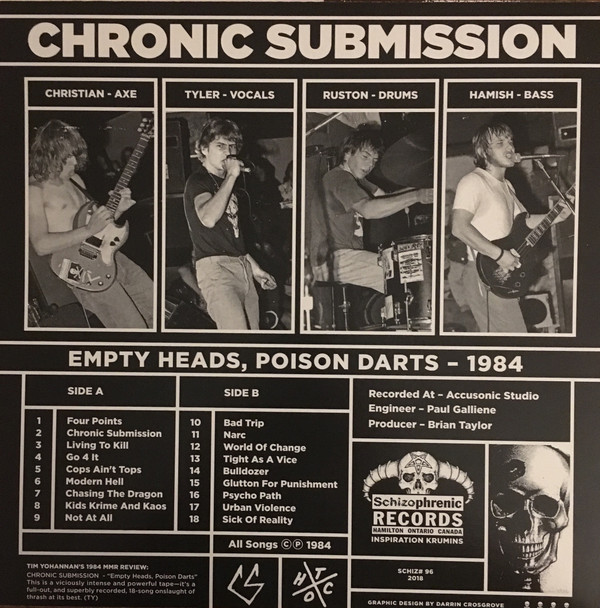 CHRONIC SUBMISSION
CHRISTIAN - AXE
TYLER - VOCALS
RUSTON - DRUMS
HAMISH - BASS
EMPTY HEADS, POISON DARTS – 1984
SIDE A
1 Four Points
2 Chronic Submission
3 Living To Kill
4 Go 4 It
5 Cops Ain't Tops
6 Modern Hell
7 Chasing The Dragon
8 Kids Krime And Kaos
9 Not At All
SIDE B
10 Bad Trip
11 Narc
12 World Of Change
13 Tight As A Vice
14 Bulldozer
15 Glutton For Punishment
16 Psycho Path
17 Urban Violence
18 Sick Of Reality
All Songs Ⓒ Ⓟ 1984
Recorded At – Accusonic Studio
Engineer – Paul Galliene
Producer – Brian Taylor
Schizophrenic
RECORDS
HAMILTON ONTARIO CANADA
INSPIRATION KRUMINS
SCHIZ# 96
2018
TIM YOHANNAN'S 1984 MMR REVIEW:
CHRONIC SUBMISSION - "Empty Heads, Poison Darts"
This is a viciously intense and powerful tape—it's a
full-out, and superbly recorded, 18-song onslaught of
thrash at its best. (TY)
CS
T
H C
O
GRAPHIC DESIGN BY DARRIN CROSGROVE